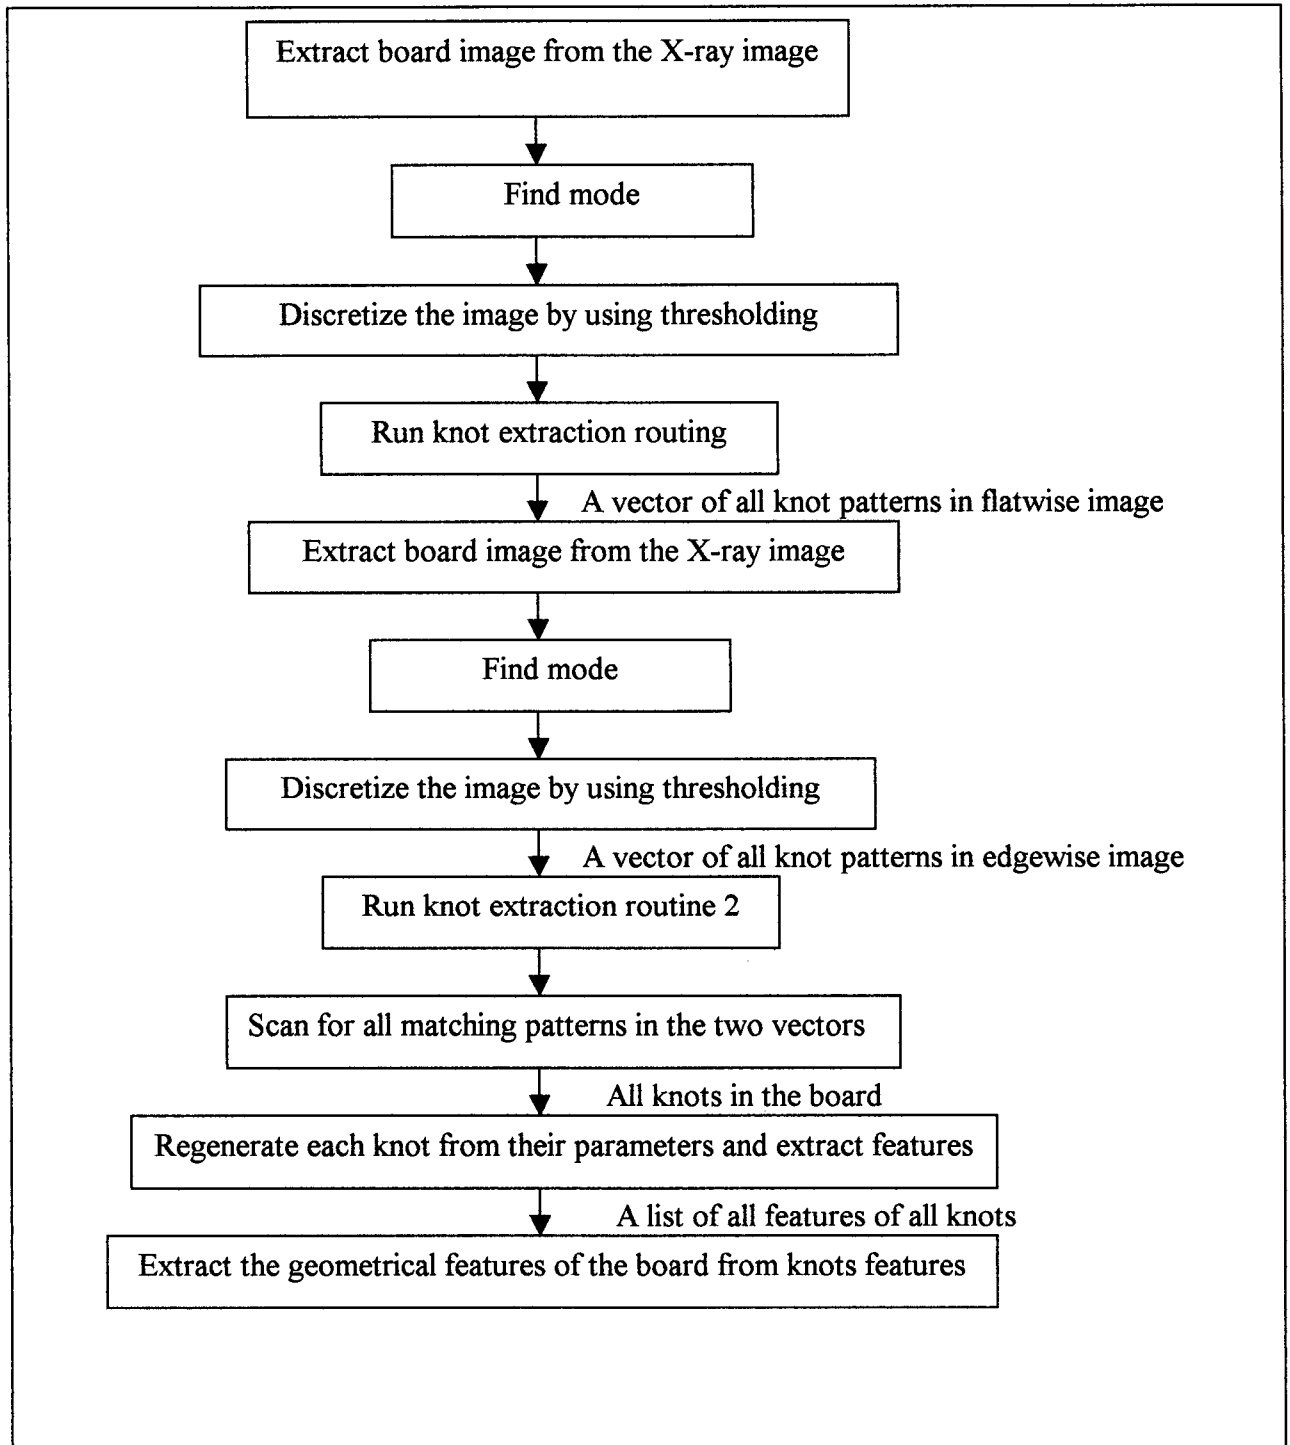 Extract board image from the X-ray image
Find mode
Discretize the image by using thresholding
Run knot extraction routing
A vector of all knot patterns in flatwise image
Extract board image from the X-ray image
Find mode
Discretize the image by using thresholding
A vector of all knot patterns in edgewise image
Run knot extraction routine 2
Scan for all matching patterns in the two vectors
All knots in the board
Regenerate each knot from their parameters and extract features
A list of all features of all knots
Extract the geometrical features of the board from knots features